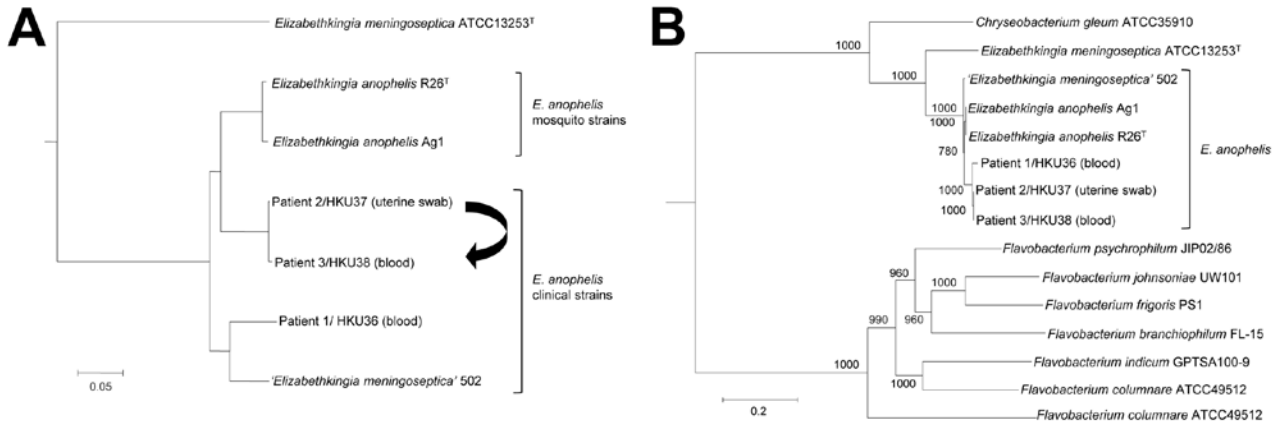 A
Elizabethkingia meningoseptica ATCC13253ᵀ
Elizabethkingia anophelis R26ᵀ
Elizabethkingia anophelis Ag1
E. anophelis
mosquito strains
Patient 2/HKU37 (uterine swab)
Patient 3/HKU38 (blood)
Patient 1/ HKU36 (blood)
'Elizabethkingia meningoseptica' 502
E. anophelis
clinical strains
0.05
B
Chryseobacterium gleum ATCC35910
1000
Elizabethkingia meningoseptica ATCC13253ᵀ
1000
'Elizabethkingia meningoseptica' 502
1000
Elizabethkingia anophelis Ag1
1000
Elizabethkingia anophelis R26ᵀ
780
E. anophelis
Patient 1/HKU36 (blood)
1000
Patient 2/HKU37 (uterine swab)
1000
Patient 3/HKU38 (blood)
Flavobacterium psychrophilum JIP02/86
960
Flavobacterium johnsoniae UW101
1000
Flavobacterium frigoris PS1
960
990
Flavobacterium branchiophilum FL-15
Flavobacterium indicum GPTSA100-9
1000
1000
Flavobacterium columnare ATCC49512
Flavobacterium columnare ATCC49512
0.2